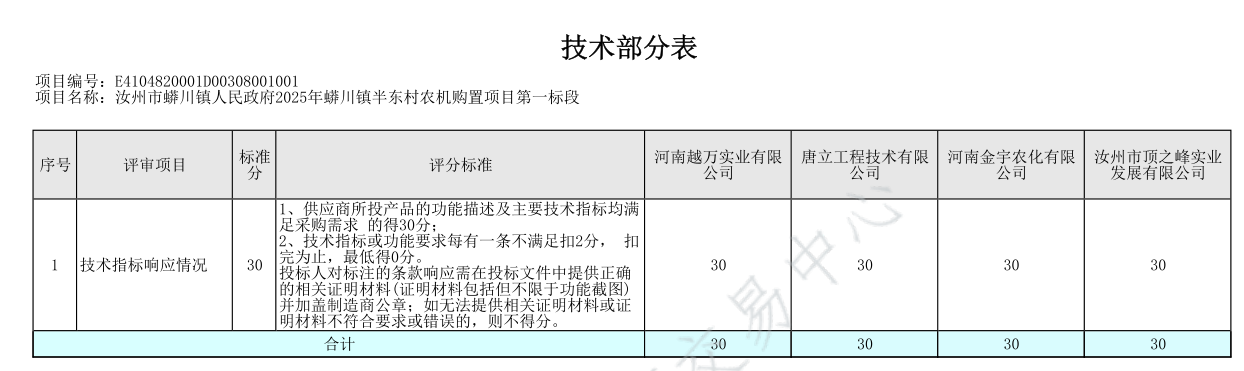 技术部分表
项目编号：E4104820001D00308001001
项目名称：汝州市蟒川镇人民政府2025年蟒川镇半东村农机购置项目第一标段
序号 评审项目 标准分 评分标准 河南越万实业有限公司 唐立工程技术有限公司 河南金宇农化有限公司 汝州市顶之峰实业发展有限公司
1、供应商所投产品的功能描述及主要技术指标均满
足采购需求 的得30分；
2、技术指标或功能要求每有一条不满足扣2分， 扣
完为止，最低得0分。
1 技术指标响应情况 30 投标人对标注的条款响应需在投标文件中提供正确 30 30 30 30
的相关证明材料(证明材料包括但不限于功能截图)
并加盖制造商公章；如无法提供相关证明材料或证
明材料不符合要求或错误的，则不得分。
合计 30 30 30 30
交易中心